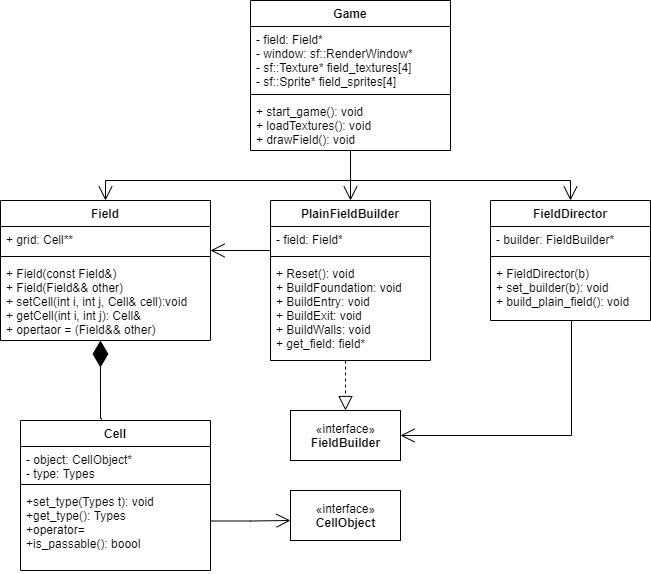 Game
- field: Field*
- window: sf::RenderWindow*
- sf::Texture* field_textures[4]
- sf::Sprite* field_sprites[4]
+ start_game(): void
+ loadTextures(): void
+ drawField(): void
Field
+ grid: Cell**
+ Field(const Field&)
+ Field(Field&& other)
+ setCell(int i, int j, Cell& cell):void
+ getCell(int i, int j): Cell&
+ opertaor = (Field&& other)
PlainFieldBuilder
- field: Field*
+ Reset(): void
+ BuildFoundation: void
+ BuildEntry: void
+ BuildExit: void
+ BuildWalls: void
+ get_field: field*
FieldDirector
- builder: FieldBuilder*
+ FieldDirector(b)
+ set_builder(b): void
+ build_plain_field(): void
«interface»
FieldBuilder
Cell
- object: CellObject*
- type: Types
+set_type(Types t): void
+get_type(): Types
+operator=
+is_passable(): boool
«interface»
CellObject